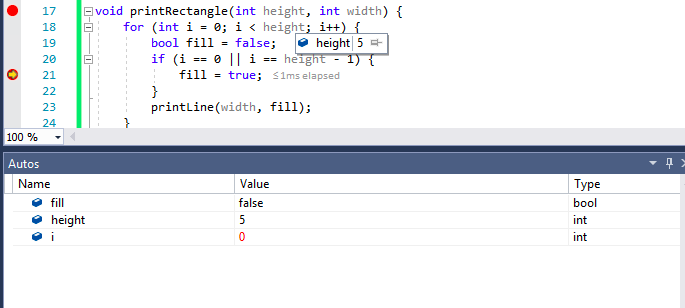 17 void printRectangle(int height, int width) {
18 for (int i = 0; i < height; i++) {
19 bool fill = false; height 5
20 if (i == 0 || i == height - 1) {
21 fill = true; ≤1ms elapsed
22 }
23 printLine(width, fill);
24 }
100 %
Autos
Name Value Type
fill false bool
height 5 int
i 0 int